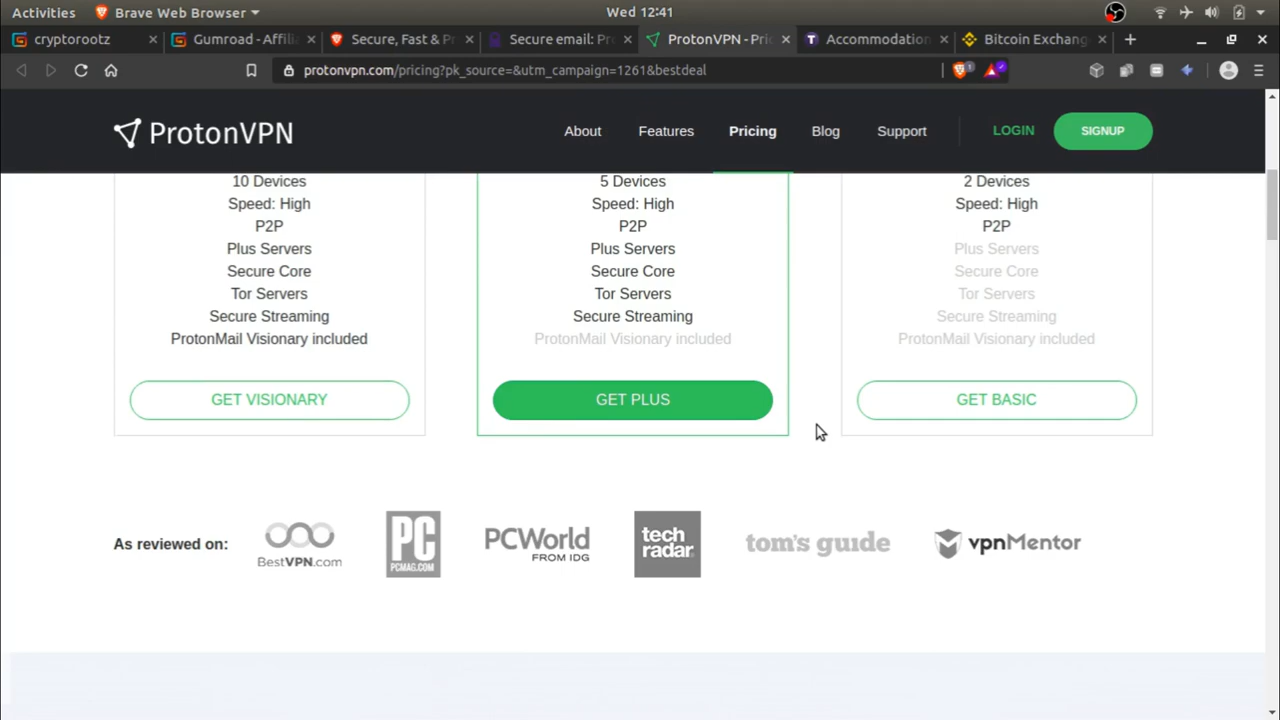 Activities Brave Web Browser Wed 12:41
cryptorootz Gumroad - Affili Secure, Fast & Pr Secure email: Pro ProtonVPN - Pric Accommodation Bitcoin Exchang
protonvpn.com/pricing?pk_source=&utm_campaign=1261&bestdeal 1
ProtonVPN About Features Pricing Blog Support LOGIN SIGNUP
10 Devices
Speed: High
P2P
Plus Servers
Secure Core
Tor Servers
Secure Streaming
ProtonMail Visionary included
GET VISIONARY
5 Devices
Speed: High
P2P
Plus Servers
Secure Core
Tor Servers
Secure Streaming
ProtonMail Visionary included
GET PLUS
2 Devices
Speed: High
P2P
Plus Servers
Secure Core
Tor Servers
Secure Streaming
ProtonMail Visionary included
GET BASIC
As reviewed on:
BestVPN.com
PC
PCMAG.COM
PCWorld
FROM IDG
tech
radar
tom's guide
vpnMentor